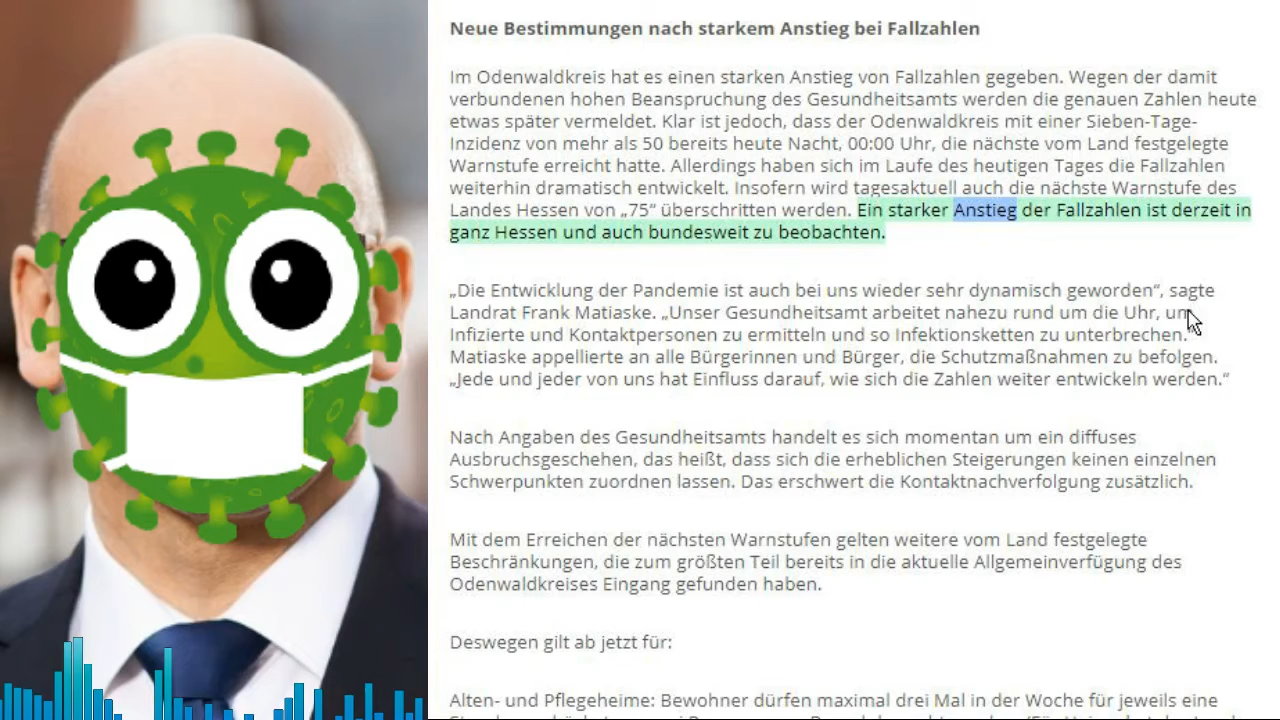 Neue Bestimmungen nach starkem Anstieg bei Fallzahlen
Im Odenwaldkreis hat es einen starken Anstieg von Fallzahlen gegeben. Wegen der damit
verbundenen hohen Beanspruchung des Gesundheitsamts werden die genauen Zahlen heute
etwas später vermeldet. Klar ist jedoch, dass der Odenwaldkreis mit einer Sieben-Tage-
Inzidenz von mehr als 50 bereits heute Nacht, 00:00 Uhr, die nächste vom Land festgelegte
Warnstufe erreicht hatte. Allerdings haben sich im Laufe des heutigen Tages die Fallzahlen
weiterhin dramatisch entwickelt. Insofern wird tagesaktuell auch die nächste Warnstufe des
Landes Hessen von „75“ überschritten werden. Ein starker Anstieg der Fallzahlen ist derzeit in
ganz Hessen und auch bundesweit zu beobachten.
„Die Entwicklung der Pandemie ist auch bei uns wieder sehr dynamisch geworden“, sagte
Landrat Frank Matiaske. „Unser Gesundheitsamt arbeitet nahezu rund um die Uhr, um
Infizierte und Kontaktpersonen zu ermitteln und so Infektionsketten zu unterbrechen.“
Matiaske appellierte an alle Bürgerinnen und Bürger, die Schutzmaßnahmen zu befolgen.
„Jede und jeder von uns hat Einfluss darauf, wie sich die Zahlen weiter entwickeln werden.“
Nach Angaben des Gesundheitsamts handelt es sich momentan um ein diffuses
Ausbruchsgeschehen, das heißt, dass sich die erheblichen Steigerungen keinen einzelnen
Schwerpunkten zuordnen lassen. Das erschwert die Kontaktnachverfolgung zusätzlich.
Mit dem Erreichen der nächsten Warnstufen gelten weitere vom Land festgelegte
Beschränkungen, die zum größten Teil bereits in die aktuelle Allgemeinverfügung des
Odenwaldkreises Eingang gefunden haben.
Deswegen gilt ab jetzt für:
Alten- und Pflegeheime: Bewohner dürfen maximal drei Mal in der Woche für jeweils eine